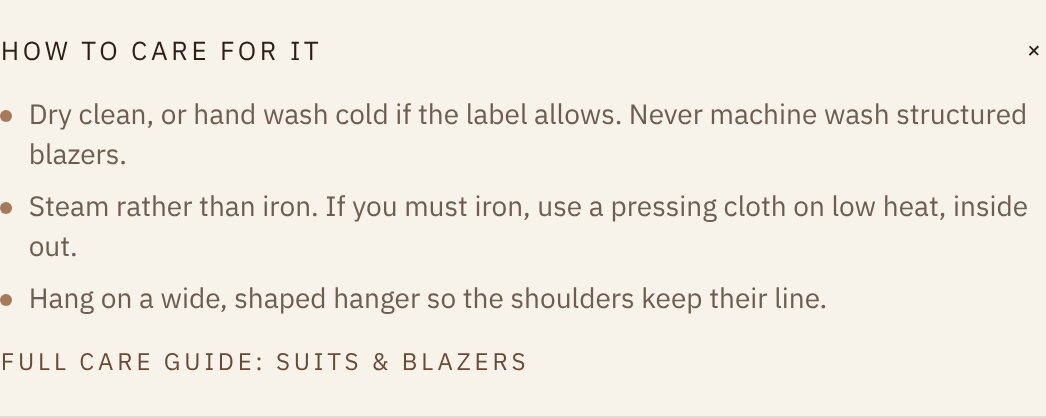 HOW TO CARE FOR IT ×
• Dry clean, or hand wash cold if the label allows. Never machine wash structured
blazers.
• Steam rather than iron. If you must iron, use a pressing cloth on low heat, inside
out.
• Hang on a wide, shaped hanger so the shoulders keep their line.
FULL CARE GUIDE: SUITS & BLAZERS